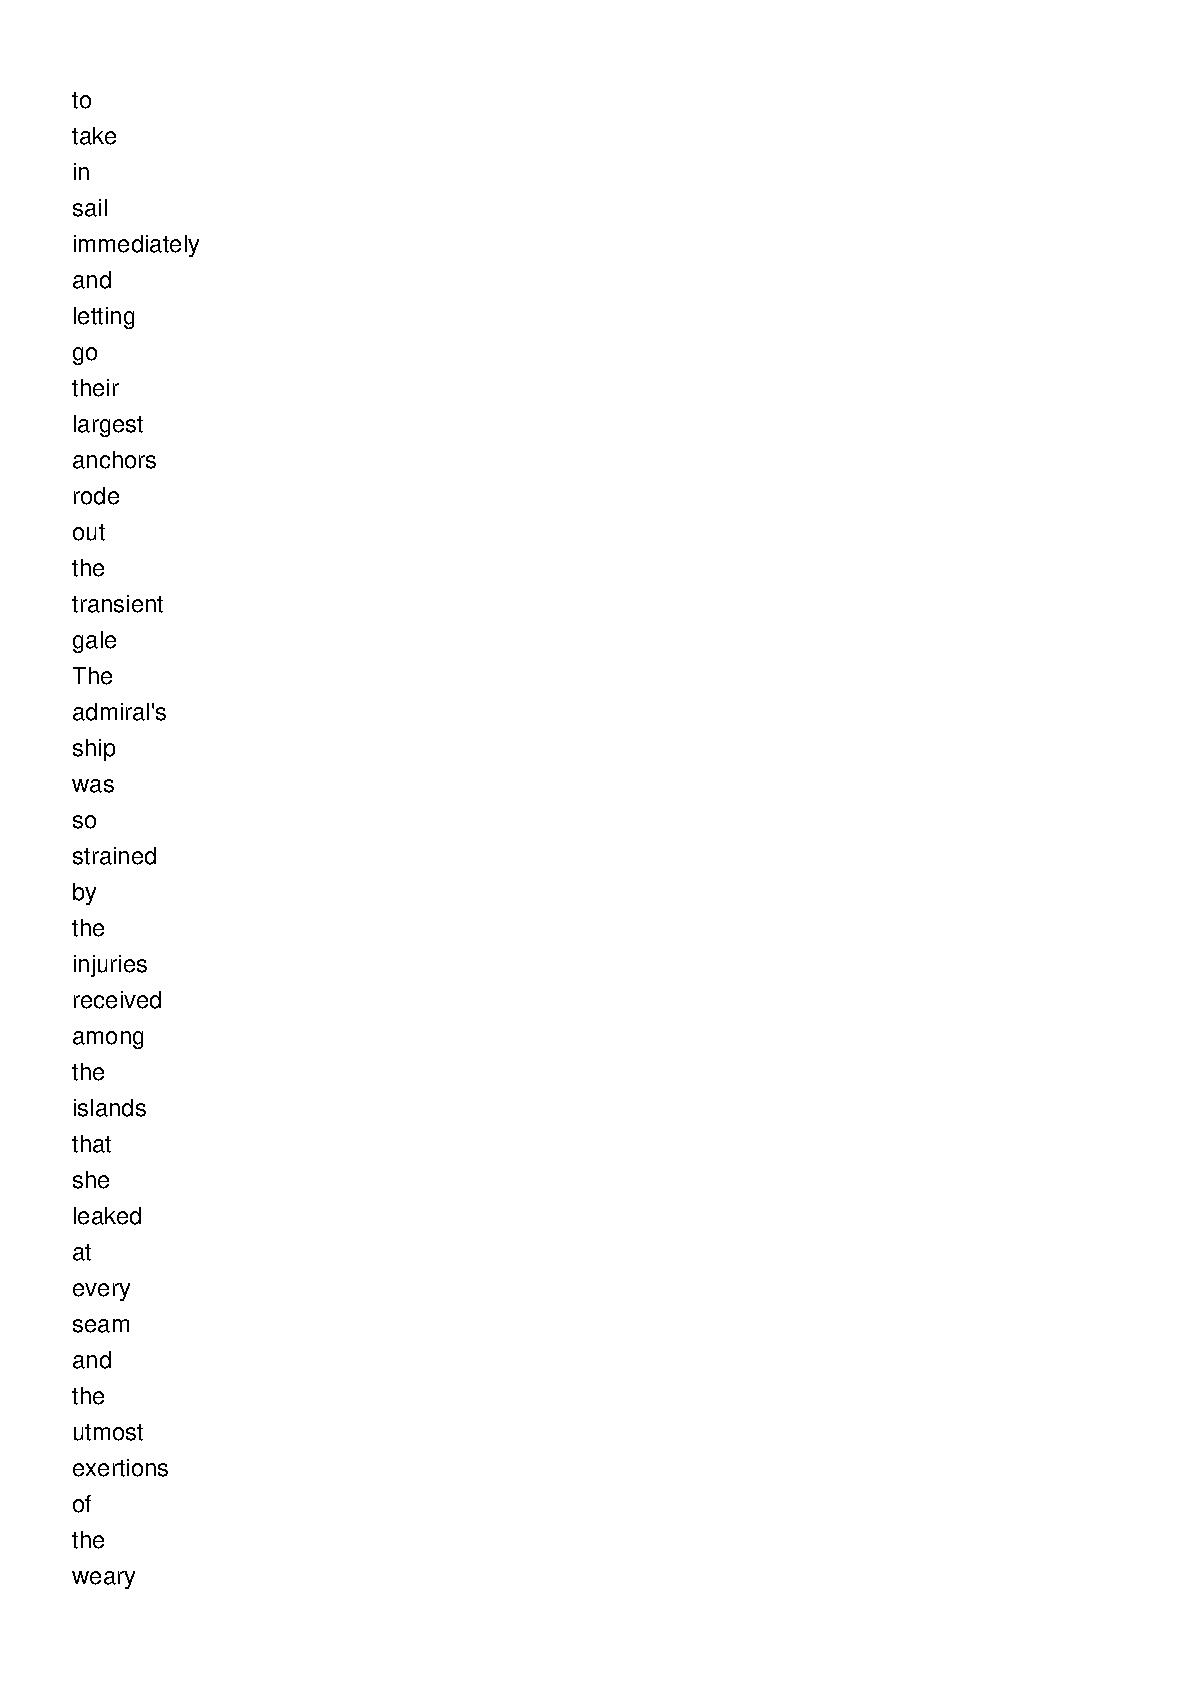 to
take
in
sail
immediately
and
letting
go
their
largest
anchors
rode
out
the
transient
gale
The
admiral's
ship
was
so
strained
by
the
injuries
received
among
the
islands
that
she
leaked
at
every
seam
and
the
utmost
exertions
of
the
weary